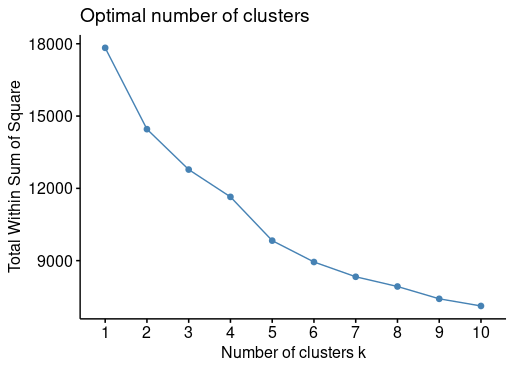 Optimal number of clusters
18000
15000
12000
9000
Total Within Sum of Square
1 2 3 4 5 6 7 8 9 10
Number of clusters k